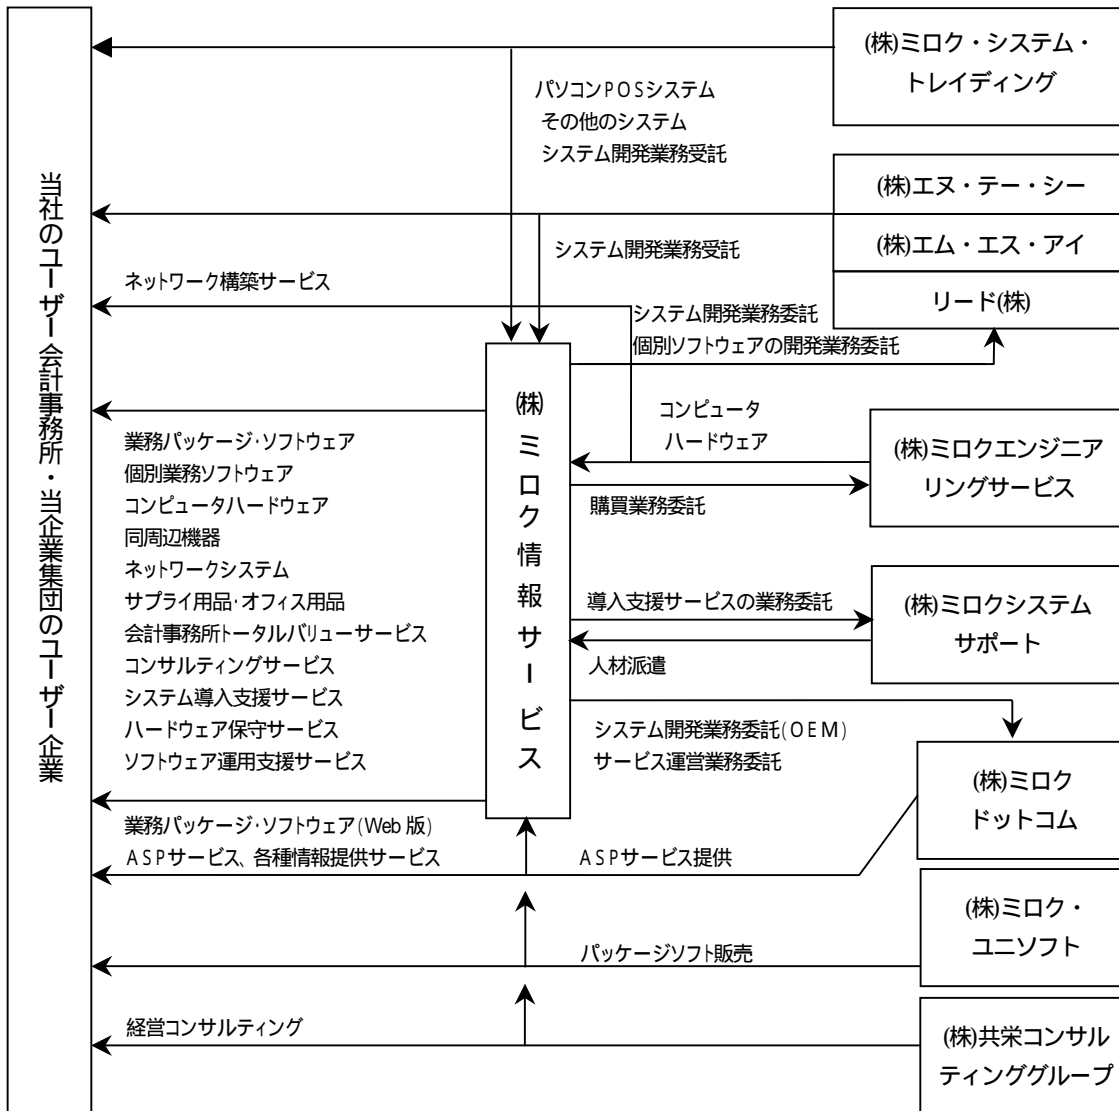 当社のユーザー会計事務所・当企業集団のユーザー企業
(株)ミロク・システム・
トレイディング
パソコンPOSシステム
その他のシステム
システム開発業務受託
(株)エヌ・テー・シー
(株)エム・エス・アイ
リード(株)
システム開発業務受託
ネットワーク構築サービス
システム開発業務委託
個別ソフトウェアの開発業務委託
(株)ミロク情報サービス
コンピュータ
ハードウェア
(株)ミロクエンジニア
リングサービス
購買業務委託
業務パッケージ・ソフトウェア
個別業務ソフトウェア
コンピュータハードウェア
同周辺機器
ネットワークシステム
サプライ用品・オフィス用品
会計事務所トータルバリューサービス
コンサルティングサービス
システム導入支援サービス
ハードウェア保守サービス
ソフトウェア運用支援サービス
導入支援サービスの業務委託
(株)ミロクシステム
サポート
人材派遣
システム開発業務委託(OEM)
サービス運営業務委託
(株)ミロク
ドットコム
業務パッケージ・ソフトウェア(Web版)
ASPサービス、各種情報提供サービス
ASPサービス提供
(株)ミロク・
ユニソフト
パッケージソフト販売
経営コンサルティング
(株)共栄コンサル
ティンググループ